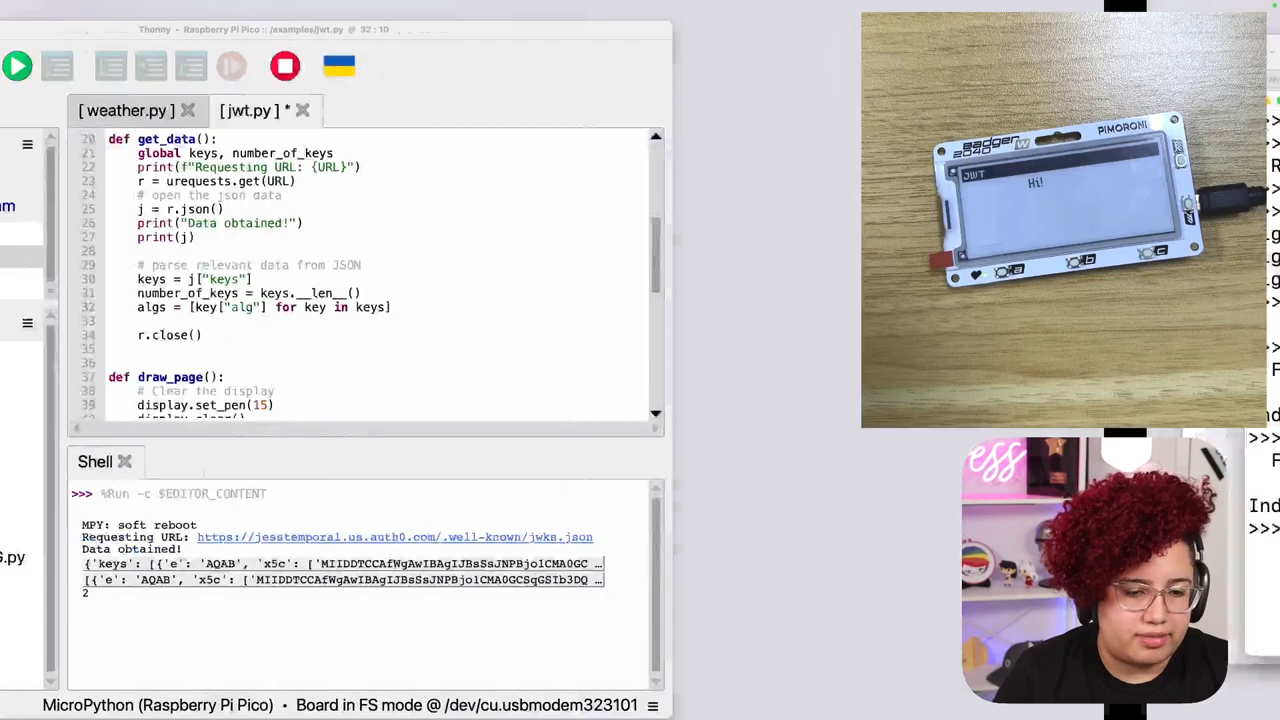 Thonny - Raspberry Pi Pico :: /examples/jwt.py @ 32 : 10
[ weather.py ]
[ jwt.py ] *
20 def get_data():
21 global keys, number_of_keys
22 print(f"Requesting URL: {URL}")
23 r = urequests.get(URL)
24 # open the json data
25 j = r.json()
26 print("Data obtained!")
27 print(j)
28
29 # parse relevant data from JSON
30 keys = j["keys"]
31 number_of_keys = keys.__len__()
32 algs = [key["alg"] for key in keys]
33
34 r.close()
35
36
37 def draw_page():
38 # Clear the display
39 display.set_pen(15)
display.clear()
Shell
>>> %Run -c $EDITOR_CONTENT
MPY: soft reboot
Requesting URL: https://jesstemporal.us.auth0.com/.well-known/jwks.json
Data obtained!
{'keys': [{'e': 'AQAB', 'x5c': ['MIIDDTCCAfWgAwIBAgIJBsSsJNPBjo1CMA0GC …
[{'e': 'AQAB', 'x5c': ['MIIDDTCCAfWgAwIBAgIJBsSsJNPBjo1CMA0GCSqGSIb3DQ …
2
MicroPython (Raspberry Pi Pico) • Board in FS mode @ /dev/cu.usbmodem323101
badger
2040 W
PIMORONI
JWT
Hi!
a
b
c
ess
Ind
>>>